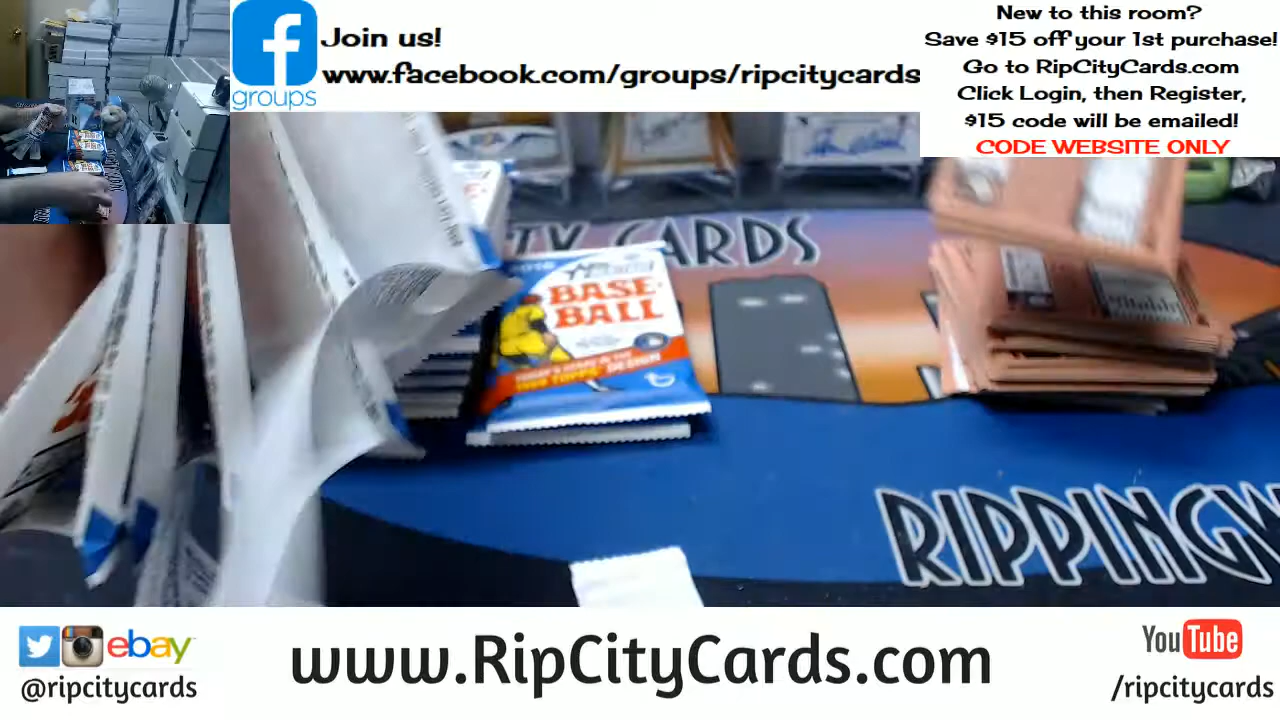 groups
Join us!
www.facebook.com/groups/ripcitycards
New to this room?
Save $15 off your 1st purchase!
Go to RipCityCards.com
Click Login, then Register,
$15 code will be emailed!
CODE WEBSITE ONLY
CITY CARDS
BASE-
BALL
DESIGN
RIPPINGW
ebay
@ripcitycards
www.RipCityCards.com
YouTube
/ripcitycards